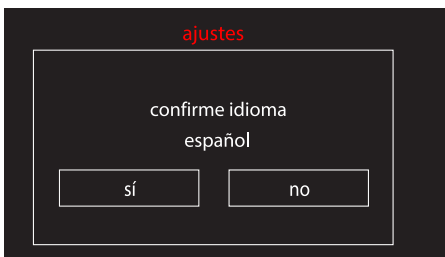 ajustes
confirme idioma
español
sí
no